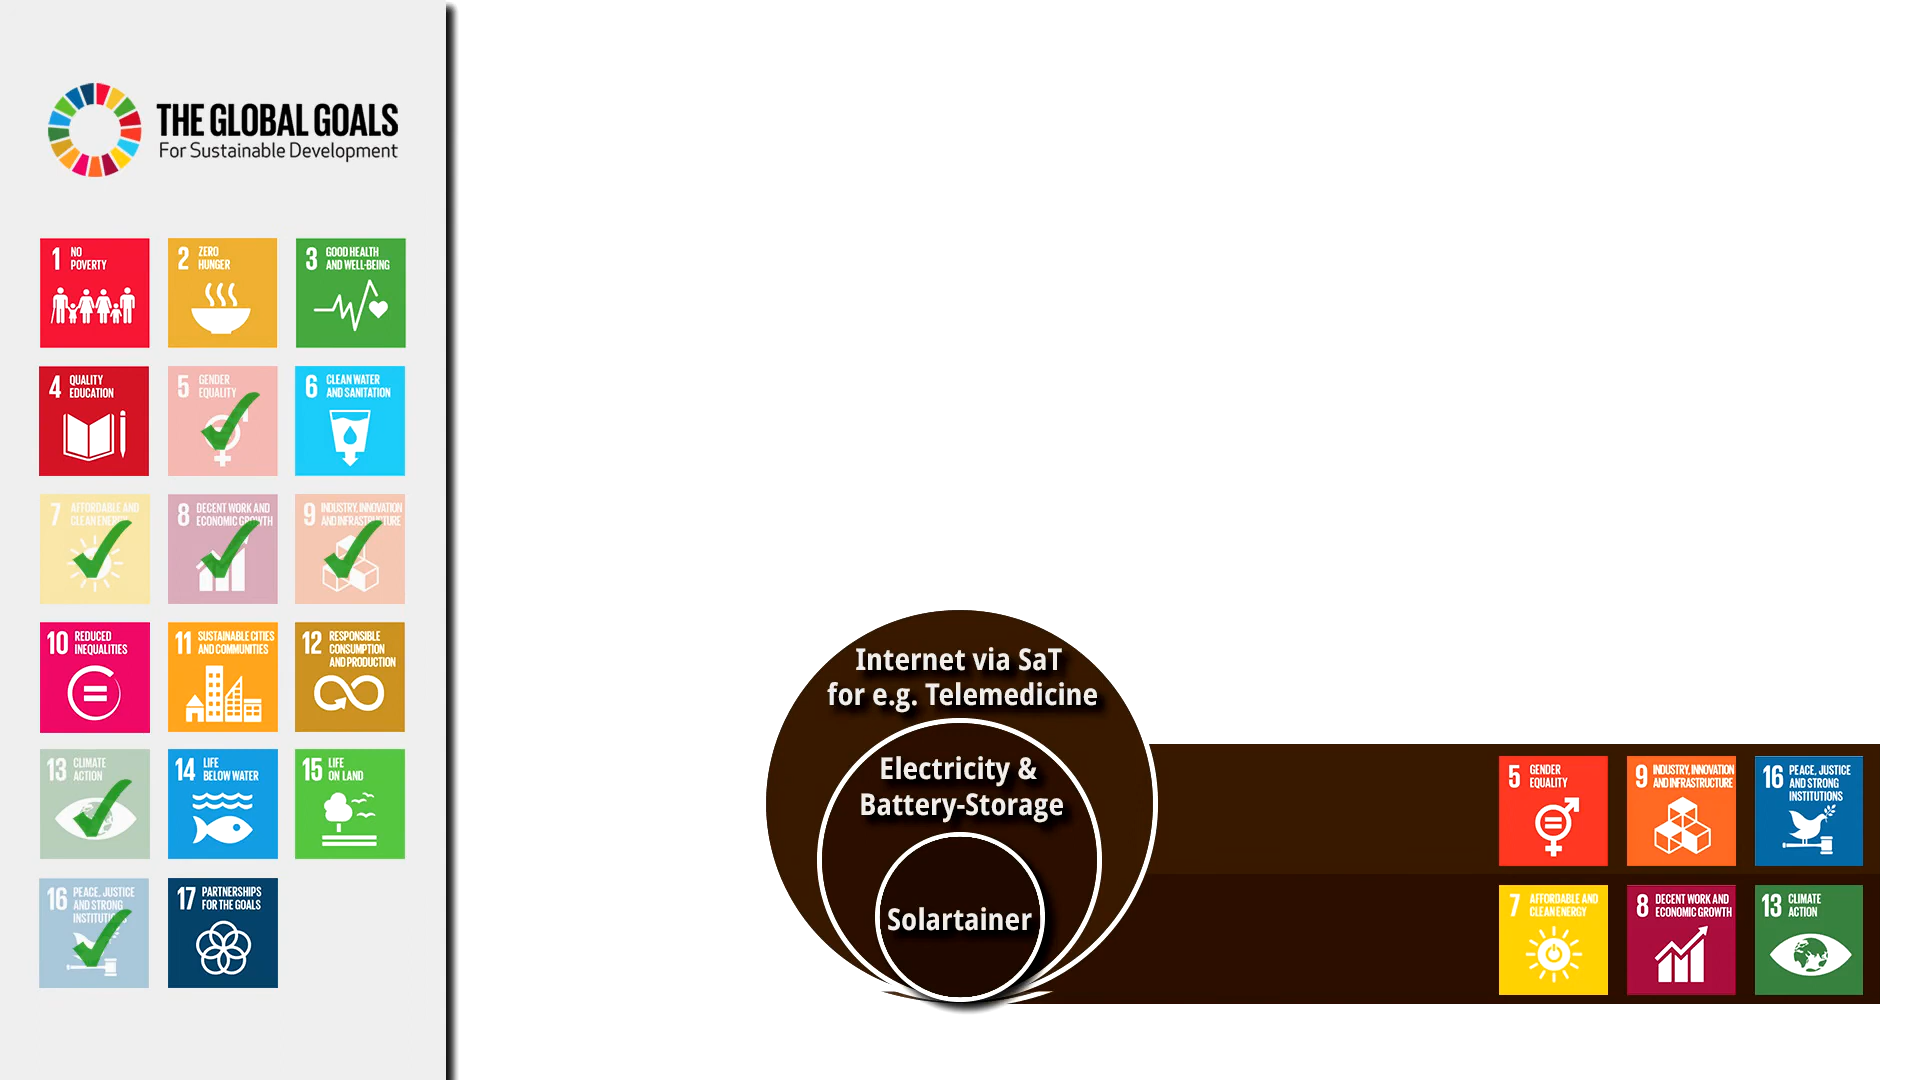 THE GLOBAL GOALS
For Sustainable Development
1 NO
POVERTY
2 ZERO
HUNGER
3 GOOD HEALTH
AND WELL-BEING
4 QUALITY
EDUCATION
5 GENDER
EQUALITY
6 CLEAN WATER
AND SANITATION
7 AFFORDABLE AND
CLEAN ENERGY
8 DECENT WORK AND
ECONOMIC GROWTH
9 INDUSTRY, INNOVATION
AND INFRASTRUCTURE
10 REDUCED
INEQUALITIES
11 SUSTAINABLE CITIES
AND COMMUNITIES
12 RESPONSIBLE
CONSUMPTION
AND PRODUCTION
13 CLIMATE
ACTION
14 LIFE
BELOW WATER
15 LIFE
ON LAND
16 PEACE, JUSTICE
AND STRONG
INSTITUTIONS
17 PARTNERSHIPS
FOR THE GOALS
Internet via SaT
for e.g. Telemedicine
Electricity &
Battery-Storage
Solartainer
5 GENDER
EQUALITY
9 INDUSTRY, INNOVATION
AND INFRASTRUCTURE
16 PEACE, JUSTICE
AND STRONG
INSTITUTIONS
7 AFFORDABLE AND
CLEAN ENERGY
8 DECENT WORK AND
ECONOMIC GROWTH
13 CLIMATE
ACTION